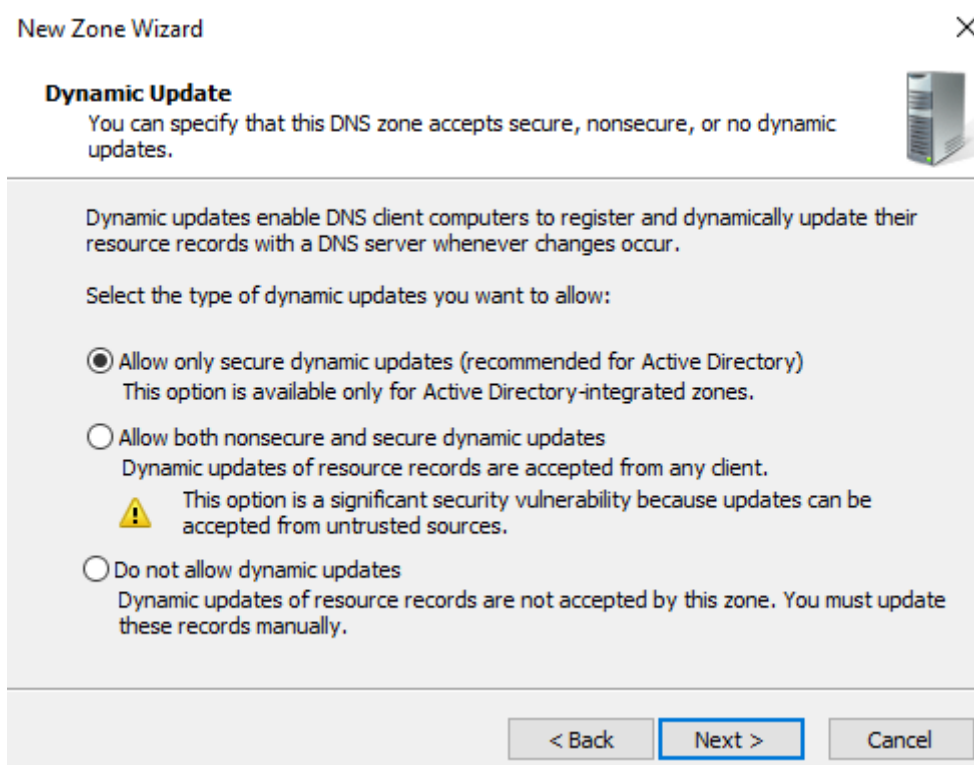 New Zone Wizard
Dynamic Update
You can specify that this DNS zone accepts secure, nonsecure, or no dynamic
updates.
Dynamic updates enable DNS client computers to register and dynamically update their
resource records with a DNS server whenever changes occur.
Select the type of dynamic updates you want to allow:
Allow only secure dynamic updates (recommended for Active Directory)
This option is available only for Active Directory-integrated zones.
Allow both nonsecure and secure dynamic updates
Dynamic updates of resource records are accepted from any client.
This option is a significant security vulnerability because updates can be
accepted from untrusted sources.
Do not allow dynamic updates
Dynamic updates of resource records are not accepted by this zone. You must update
these records manually.
< Back Next > Cancel